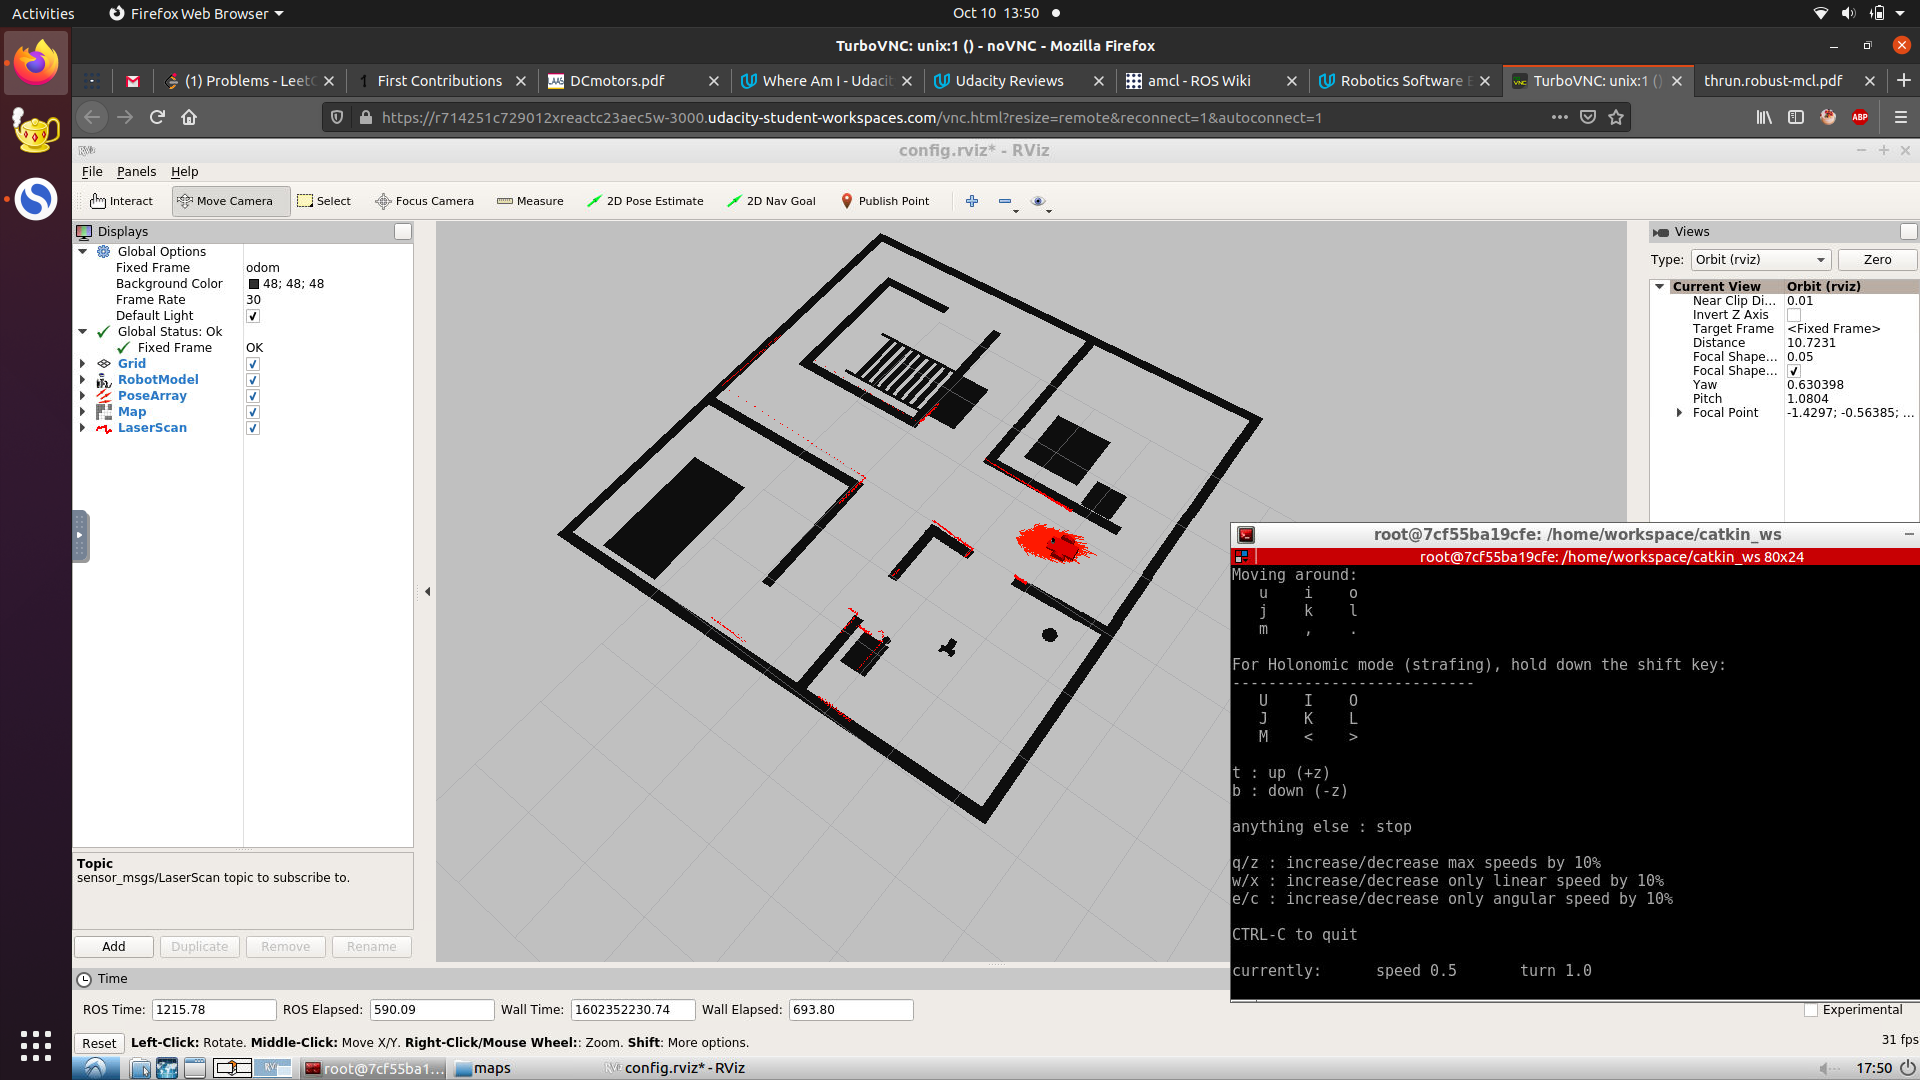 Activities
Firefox Web Browser
Oct 10 13:50
TurboVNC: unix:1 () - noVNC - Mozilla Firefox
(1) Problems - LeetC
First Contributions
DCmotors.pdf
Where Am I - Udacit
Udacity Reviews
amcl - ROS Wiki
Robotics Software E
TurboVNC: unix:1 ()
thrun.robust-mcl.pdf
https://r714251c729012xreactc23aec5w-3000.udacity-student-workspaces.com/vnc.html?resize=remote&reconnect=1&autoconnect=1
ABP
config.rviz* - RViz
File Panels Help
Interact Move Camera Select Focus Camera Measure 2D Pose Estimate 2D Nav Goal Publish Point
Displays
Global Options
Fixed Frame odom
Background Color 48; 48; 48
Frame Rate 30
Default Light
Global Status: Ok
Fixed Frame OK
Grid
RobotModel
PoseArray
Map
LaserScan
Topic
sensor_msgs/LaserScan topic to subscribe to.
Add Duplicate Remove Rename
Views
Type: Orbit (rviz) Zero
Current View Orbit (rviz)
Near Clip Di... 0.01
Invert Z Axis
Target Frame <Fixed Frame>
Distance 10.7231
Focal Shape... 0.05
Focal Shape...
Yaw 0.630398
Pitch 1.0804
Focal Point -1.4297; -0.56385; ...
root@7cf55ba19cfe: /home/workspace/catkin_ws
root@7cf55ba19cfe: /home/workspace/catkin_ws 80x24
Moving around:
u i o
j k l
m , .
For Holonomic mode (strafing), hold down the shift key:
---------------------------
U I O
J K L
M < >
t : up (+z)
b : down (-z)
anything else : stop
q/z : increase/decrease max speeds by 10%
w/x : increase/decrease only linear speed by 10%
e/c : increase/decrease only angular speed by 10%
CTRL-C to quit
currently: speed 0.5 turn 1.0
Time
ROS Time: 1215.78 ROS Elapsed: 590.09 Wall Time: 1602352230.74 Wall Elapsed: 693.80
Experimental
Reset Left-Click: Rotate. Middle-Click: Move X/Y. Right-Click/Mouse Wheel:: Zoom. Shift: More options.
31 fps
root@7cf55ba1...
maps
config.rviz* - RViz
17:50